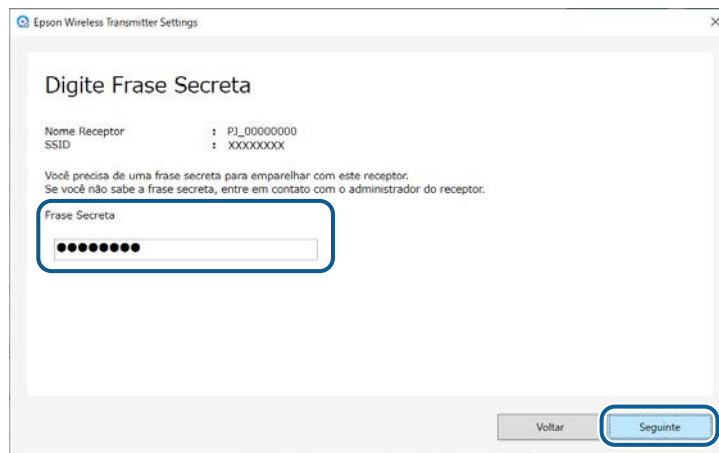 Epson Wireless Transmitter Settings
Digite Frase Secreta
Nome Receptor : PJ_00000000
SSID : XXXXXXXX
Você precisa de uma frase secreta para emparelhar com este receptor.
Se você não sabe a frase secreta, entre em contato com o administrador do receptor.
Frase Secreta
●●●●●●●●
Voltar Seguinte